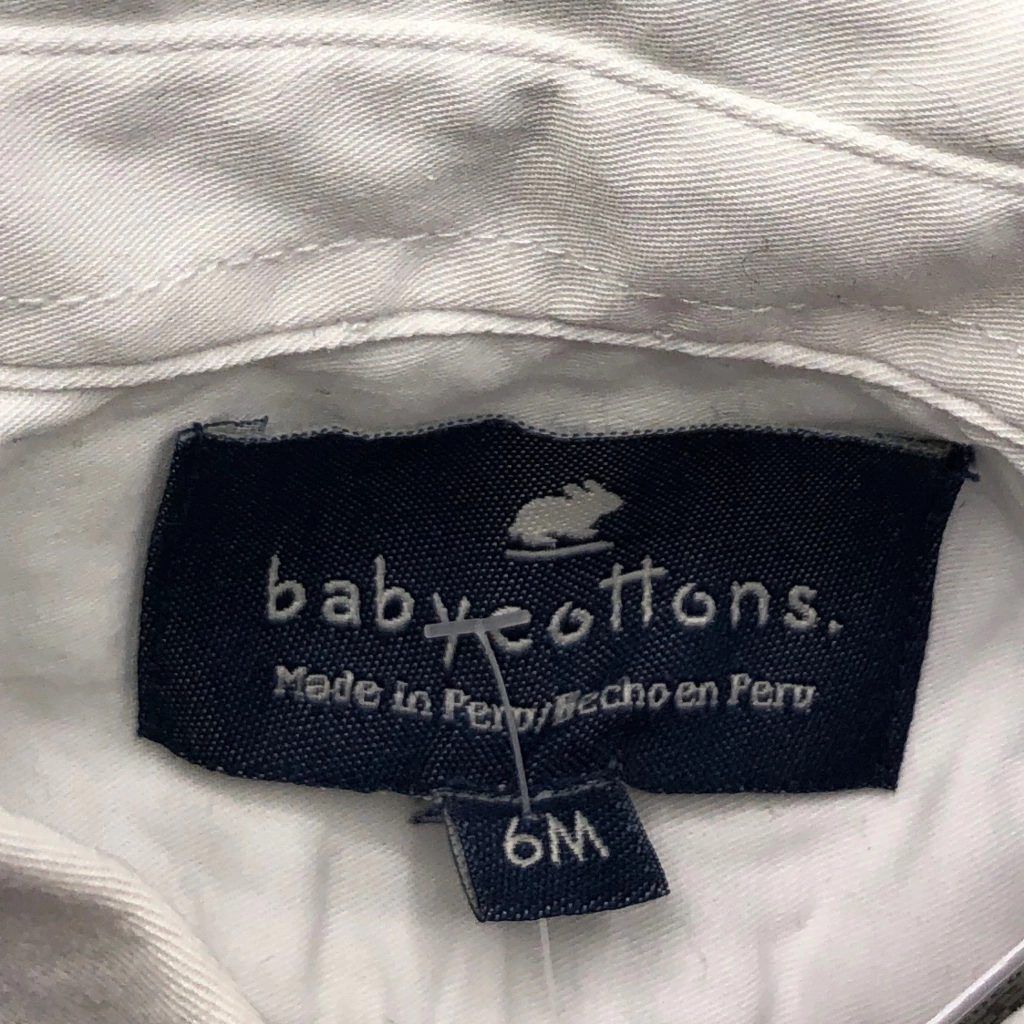 babycottons.
Made in Peru/Hecho en Peru
6M